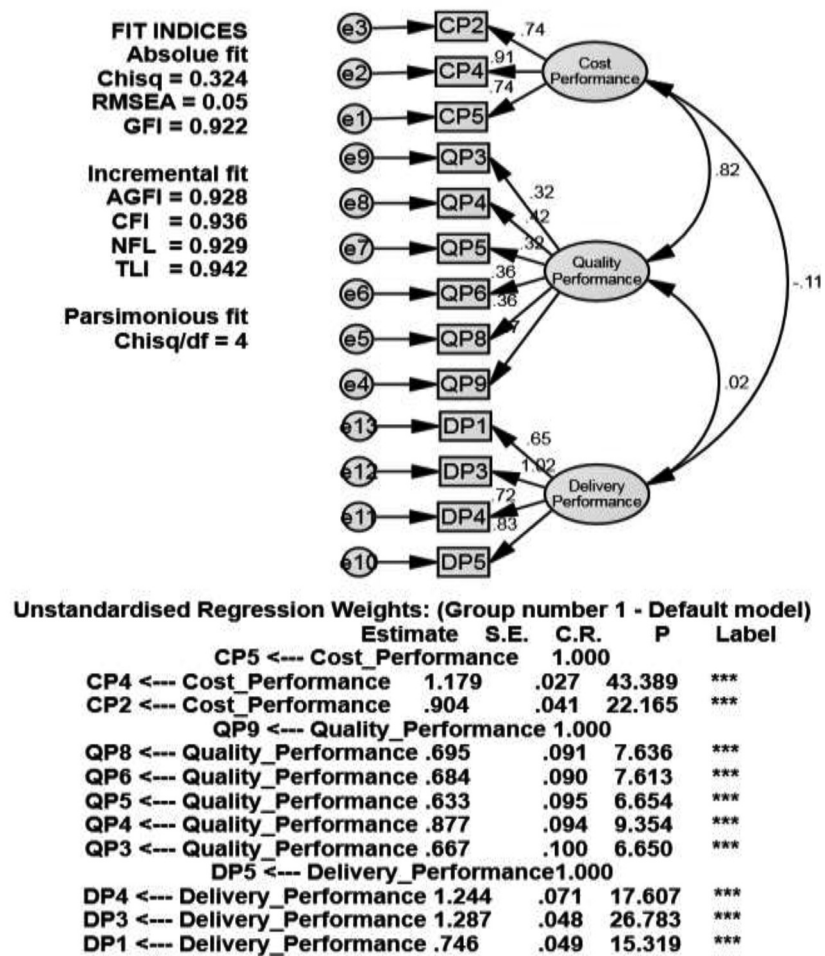 FIT INDICES
Absolue fit
Chisq = 0.324
RMSEA = 0.05
GFI = 0.922
Incremental fit
AGFI = 0.928
CFI = 0.936
NFL = 0.929
TLI = 0.942
Parsimonious fit
Chisq/df = 4
e3 CP2 .74
e2 CP4 .91
e1 CP5 .74
Cost
Performance
e9 QP3 .32
e8 QP4 .42
e7 QP5 .32
e6 QP6 .36
e5 QP8 .36
e4 QP9
Quality
Performance
e13 DP1 .65
e12 DP3 1.02
e11 DP4 .72
e10 DP5 .83
Delivery
Performance
.82
-.11
.02
Unstandardised Regression Weights: (Group number 1 - Default model)
Estimate S.E. C.R. P Label
CP5 <--- Cost_Performance 1.000
CP4 <--- Cost_Performance 1.179 .027 43.389 ***
CP2 <--- Cost_Performance .904 .041 22.165 ***
QP9 <--- Quality_Performance 1.000
QP8 <--- Quality_Performance .695 .091 7.636 ***
QP6 <--- Quality_Performance .684 .090 7.613 ***
QP5 <--- Quality_Performance .633 .095 6.654 ***
QP4 <--- Quality_Performance .877 .094 9.354 ***
QP3 <--- Quality_Performance .667 .100 6.650 ***
DP5 <--- Delivery_Performance1.000
DP4 <--- Delivery_Performance 1.244 .071 17.607 ***
DP3 <--- Delivery_Performance 1.287 .048 26.783 ***
DP1 <--- Delivery_Performance .746 .049 15.319 ***